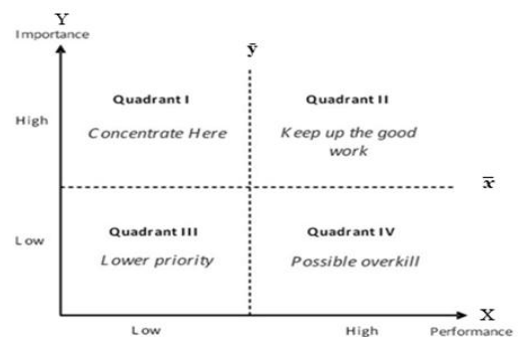 Y
Importance
ȳ
High
Quadrant I
Concentrate Here
Quadrant II
Keep up the good
work
x̄
Low
Quadrant III
Lower priority
Quadrant IV
Possible overkill
X
Low
High
Performance